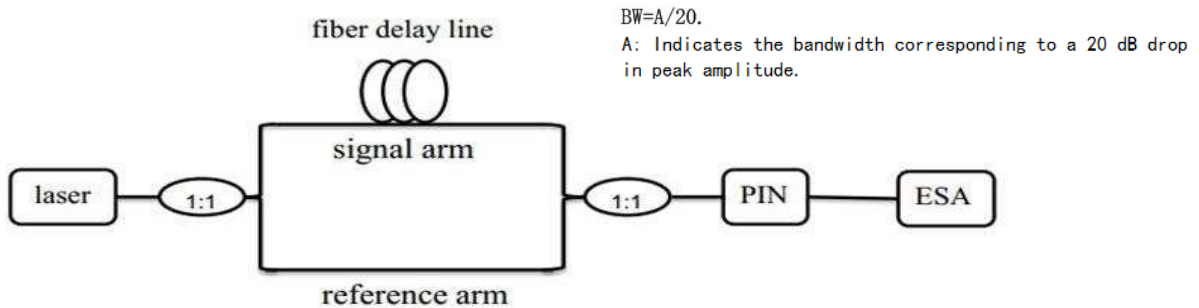 BW=A/20.
A: Indicates the bandwidth corresponding to a 20 dB drop
in peak amplitude.
fiber delay line
signal arm
laser
1:1
1:1
PIN
ESA
reference arm